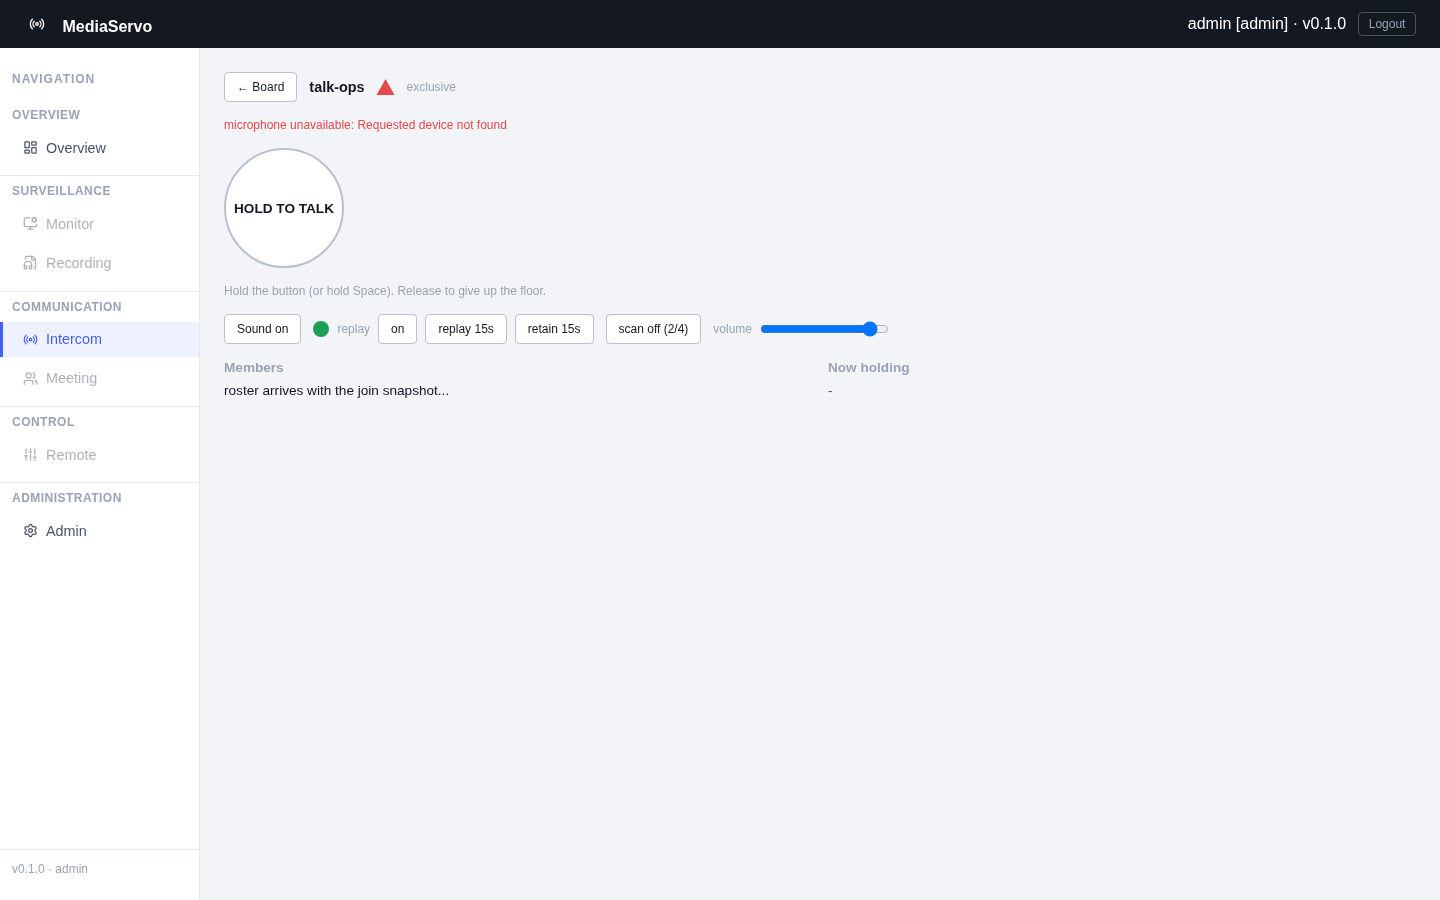 MediaServo
admin [admin] · v0.1.0
Logout
NAVIGATION
OVERVIEW
Overview
SURVEILLANCE
Monitor
Recording
COMMUNICATION
Intercom
Meeting
CONTROL
Remote
ADMINISTRATION
Admin
v0.1.0 · admin
← Board
talk-ops
exclusive
microphone unavailable: Requested device not found
HOLD TO TALK
Hold the button (or hold Space). Release to give up the floor.
Sound on
replay
on
replay 15s
retain 15s
scan off (2/4)
volume
Members
roster arrives with the join snapshot...
Now holding
-